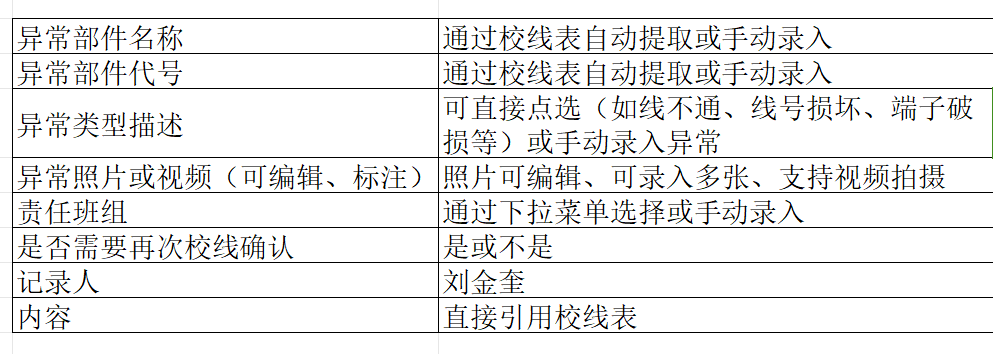 异常部件名称 通过校线表自动提取或手动录入
异常部件代号 通过校线表自动提取或手动录入
异常类型描述 可直接点选（如线不通、线号损坏、端子破
损等）或手动录入异常
异常照片或视频（可编辑、标注） 照片可编辑、可录入多张、支持视频拍摄
责任班组 通过下拉菜单选择或手动录入
是否需要再次校线确认 是或不是
记录人 刘金奎
内容 直接引用校线表